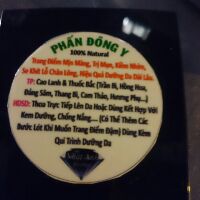 PHẤN ĐÔNG Y
100% Natural
Trang Điểm Mịn Màng, Trị Mụn, Kiềm Nhờn,
Se Khít Lỗ Chân Lông, Hiệu Quả Dưỡng Da Dài Lâu.
TP: Cao Lanh & Thuốc Bắc (Trân Bì, Hồng Hoa,
Đảng Sâm, Thang Bì, Cam Thảo, Hương Phụ...)
HDSD: Thoa Trực Tiếp Lên Da Hoặc Dùng Kết Hợp Với
Kem Dưỡng, Chống Nắng.... (Có Thể Thêm Các
Bước Lót Khi Muốn Trang Điểm Đậm) Dùng Kèm
Qui Trình Dưỡng Da